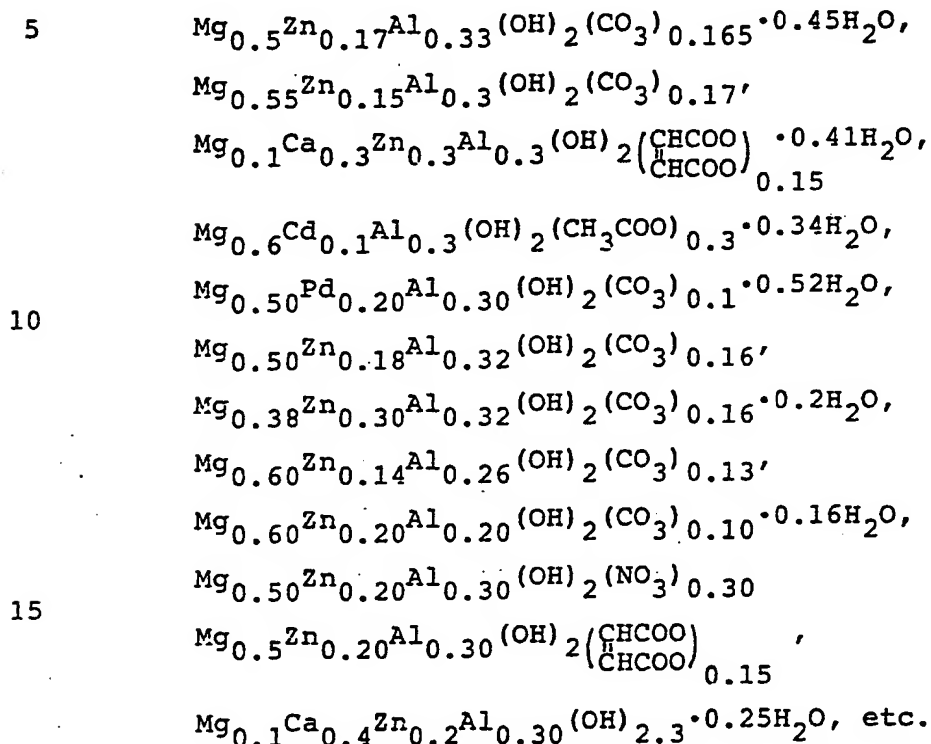 5 Mg0.5Zn0.17Al0.33(OH)2(CO3)0.165·0.45H2O,
Mg0.55Zn0.15Al0.3(OH)2(CO3)0.17,
Mg0.1Ca0.3Zn0.3Al0.3(OH)2(CHCOO‖CHCOO)0.15·0.41H2O,
Mg0.6Cd0.1Al0.3(OH)2(CH3COO)0.3·0.34H2O,
10 Mg0.50Pd0.20Al0.30(OH)2(CO3)0.1·0.52H2O,
Mg0.50Zn0.18Al0.32(OH)2(CO3)0.16,
Mg0.38Zn0.30Al0.32(OH)2(CO3)0.16·0.2H2O,
Mg0.60Zn0.14Al0.26(OH)2(CO3)0.13,
Mg0.60Zn0.20Al0.20(OH)2(CO3)0.10·0.16H2O,
15 Mg0.50Zn0.20Al0.30(OH)2(NO3)0.30
Mg0.5Zn0.20Al0.30(OH)2(CHCOO‖CHCOO)0.15,
Mg0.1Ca0.4Zn0.2Al0.30(OH)2.3·0.25H2O, etc.